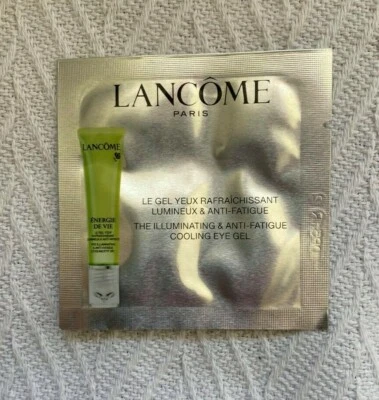 LANCÔME
PARIS
LE GEL YEUX RAFRAÎCHISSANT
LUMINEUX & ANTI-FATIGUE
THE ILLUMINATING & ANTI-FATIGUE
COOLING EYE GEL
LANCÔME
ÉNERGIE
DE VIE